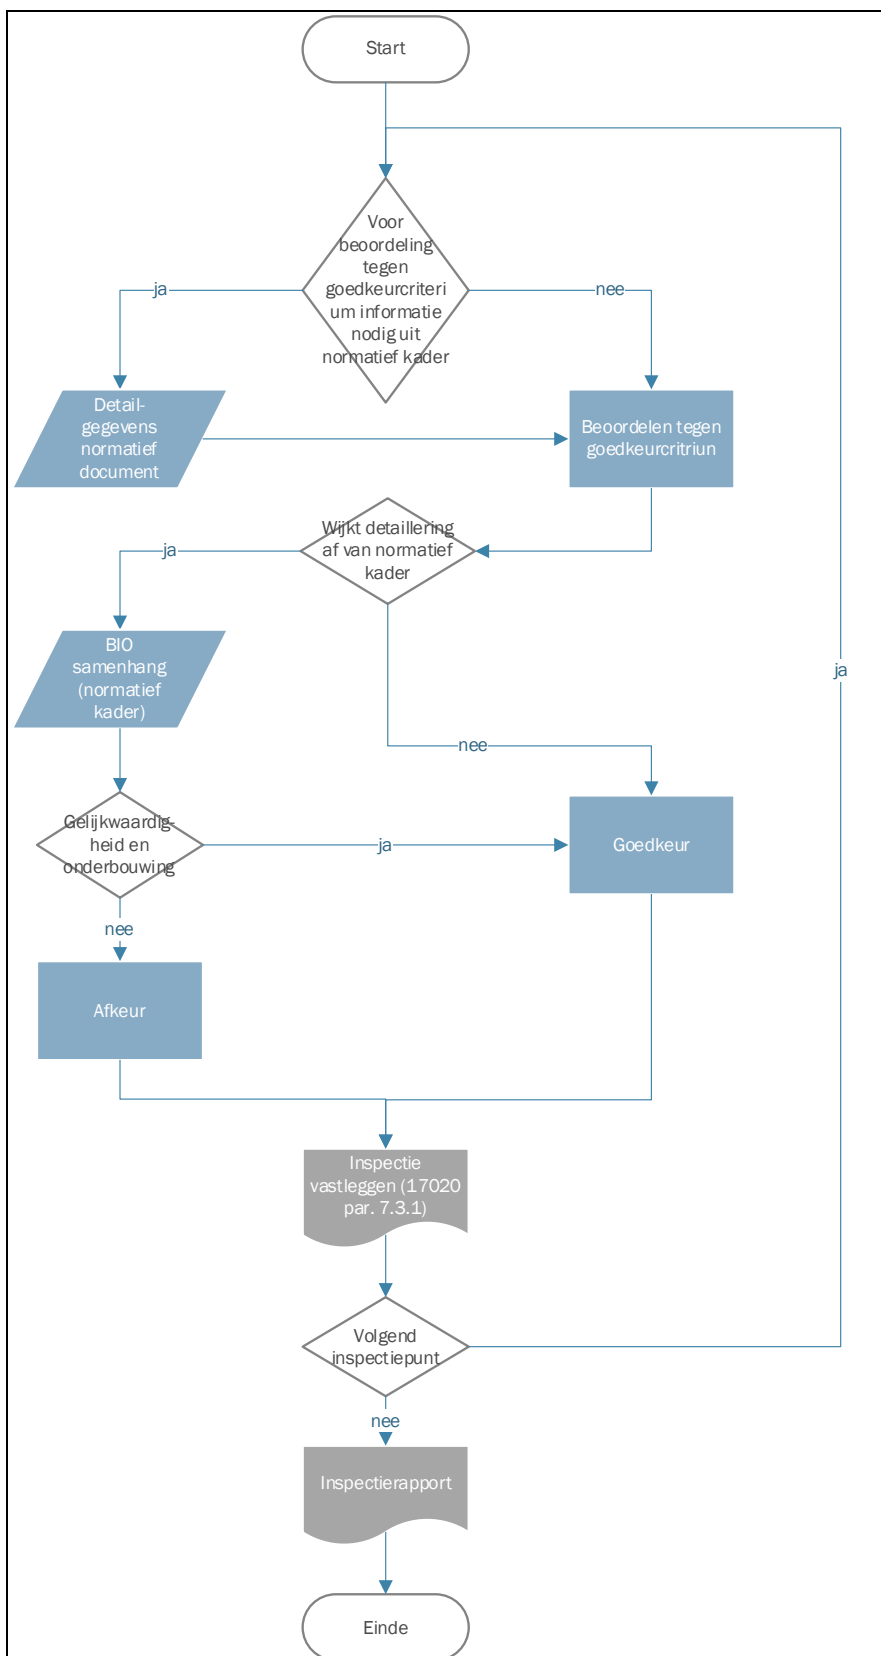 Start
Voor
beoordeling
tegen
goedkeurcriteri
um informatie
nodig uit
normatief kader
ja
nee
Detail-
gegevens
normatief
document
Beoordelen tegen
goedkeurcritriun
Wijkt detaillering
af van normatief
kader
ja
BIO
samenhang
(normatief
kader)
ja
nee
Gelijkwaardig-
heid en
onderbouwing
ja
Goedkeur
nee
Afkeur
Inspectie
vastleggen (17020
par. 7.3.1)
Volgend
inspectiepunt
nee
Inspectierapport
Einde